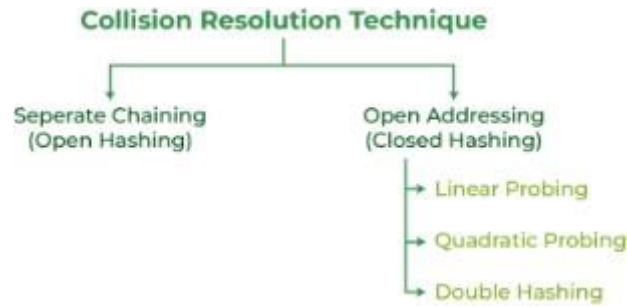 Collision Resolution Technique
Seperate Chaining
(Open Hashing)
Open Addressing
(Closed Hashing)
Linear Probing
Quadratic Probing
Double Hashing